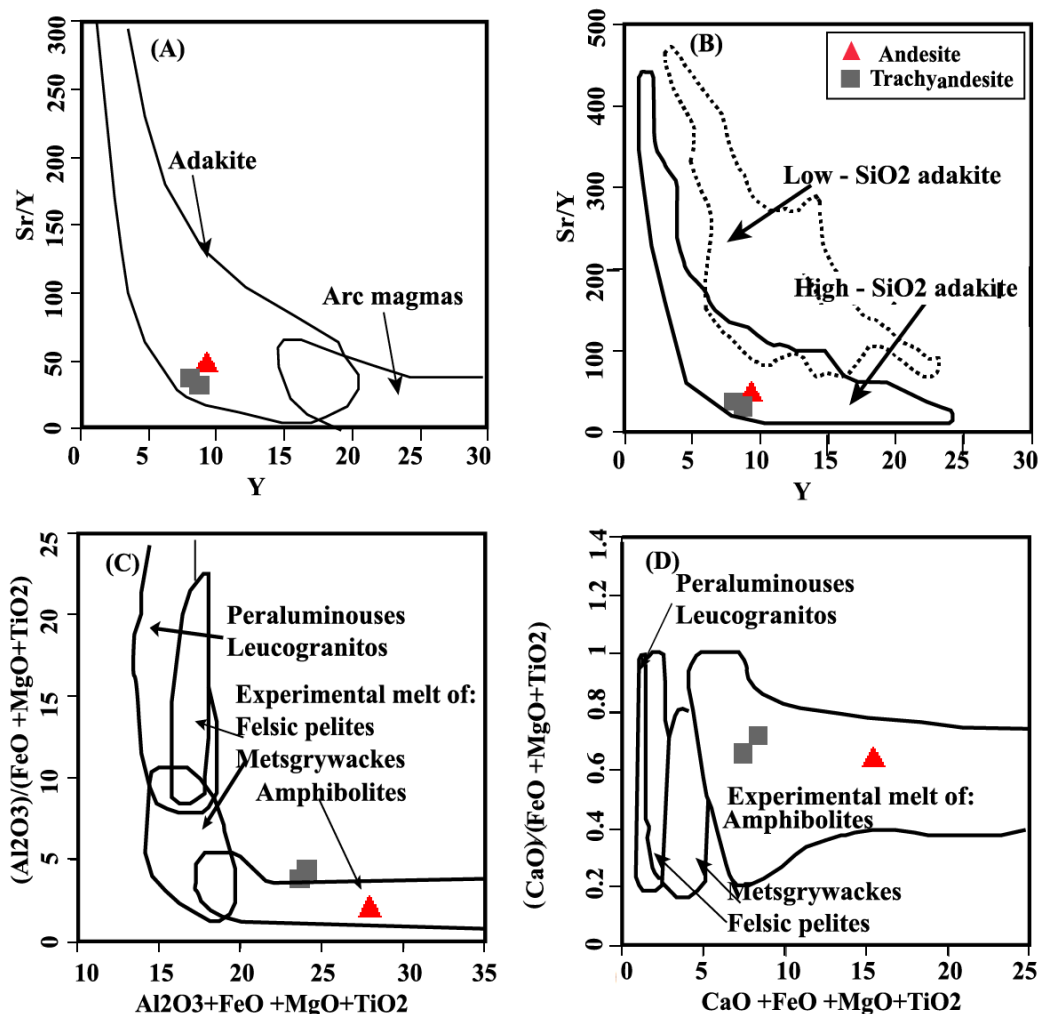 (A)
300
250
200
150
100
50
0
Sr/Y
Adakite
Arc magmas
0 5 10 15 20 25 30
Y
(B)
Andesite
Trachyandesite
500
400
300
200
100
0
Sr/Y
Low - SiO2 adakite
High - SiO2 adakite
0 5 10 15 20 25 30
Y
(C)
25
20
15
10
5
0
(Al2O3)/(FeO +MgO+TiO2)
Peraluminouses
Leucogranitos
Experimental melt of:
Felsic pelites
Metsgrywackes
Amphibolites
10 15 20 25 30 35
Al2O3+FeO +MgO+TiO2
(D)
1.4
1.2
1
0.8
0.6
0.4
0.2
0
(CaO)/(FeO +MgO+TiO2)
Peraluminouses
Leucogranitos
Experimental melt of:
Amphibolites
Metsgrywackes
Felsic pelites
0 5 10 15 20 25
CaO +FeO +MgO+TiO2